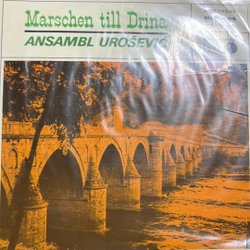 Marschen till Drina
ANSAMBL UROŠEVIĆ